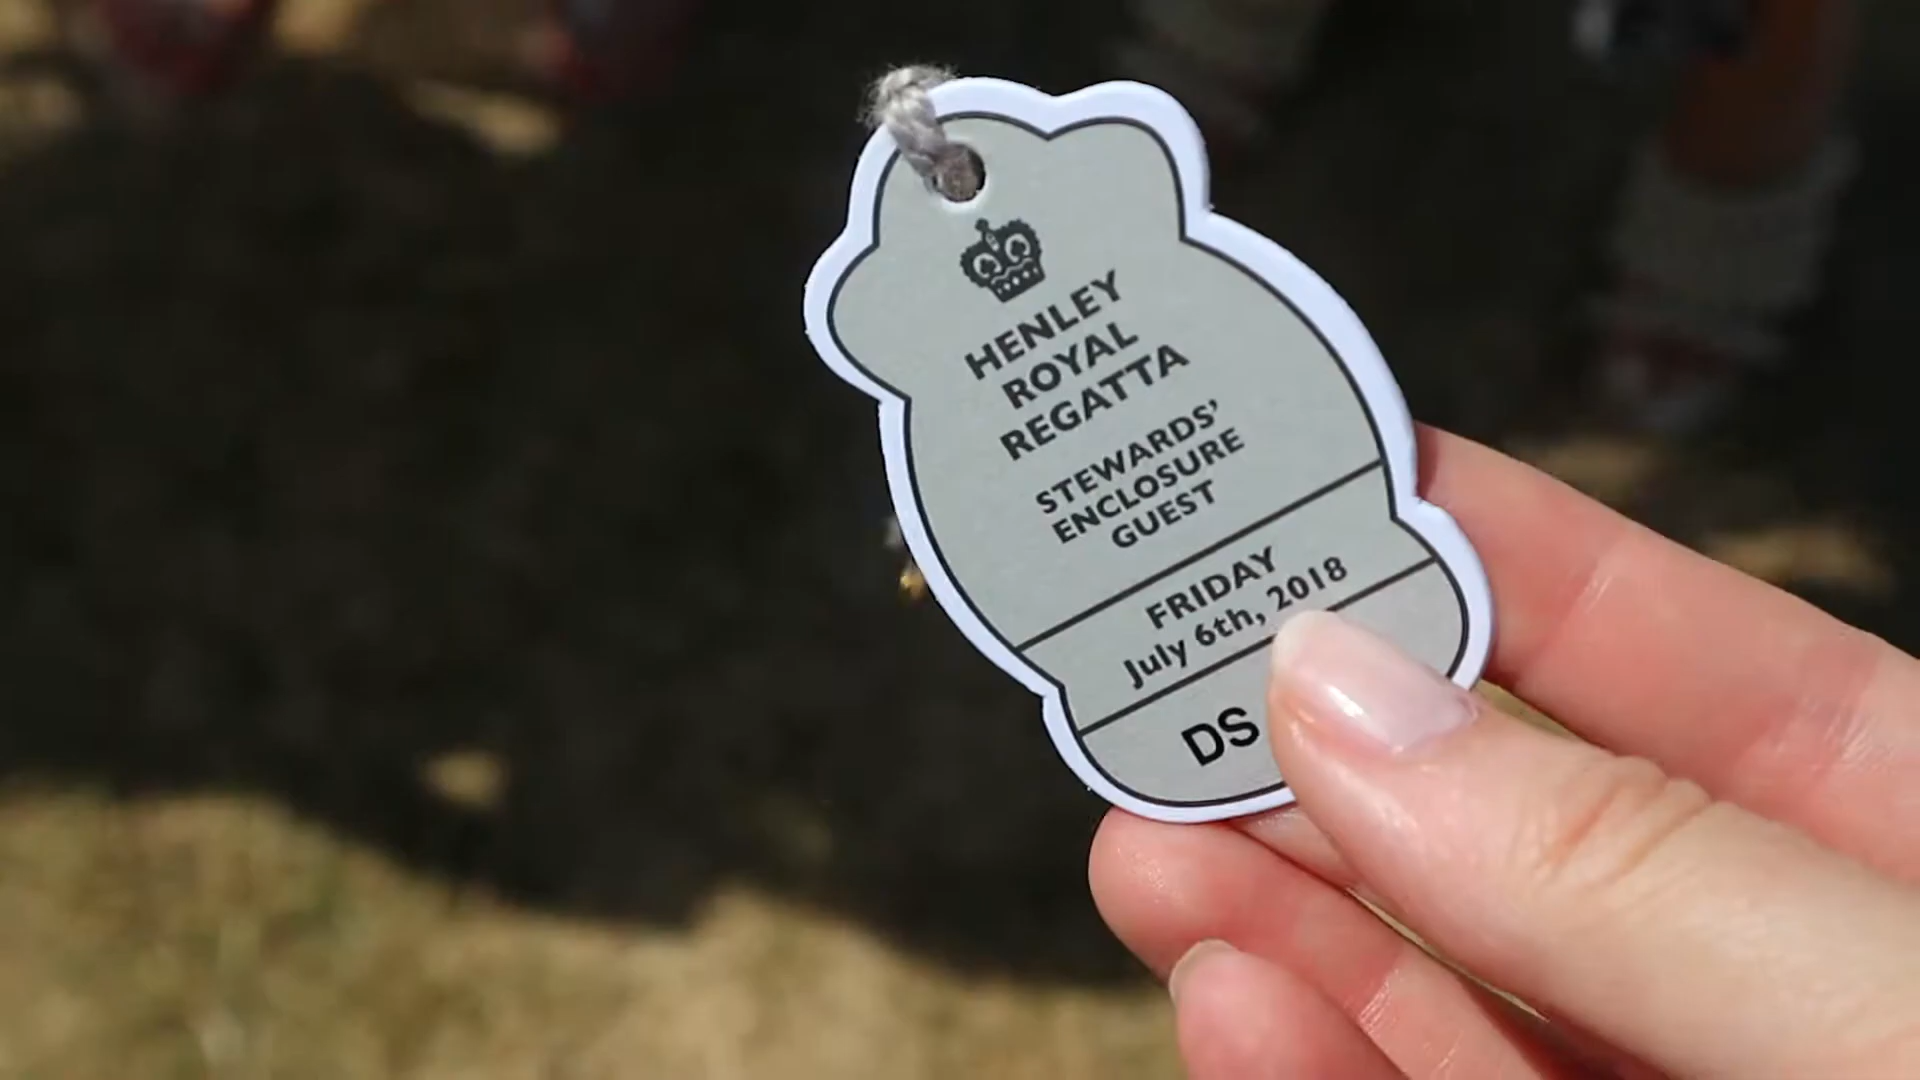 HENLEY
ROYAL
REGATTA
STEWARDS'
ENCLOSURE
GUEST
FRIDAY
July 6th, 2018
DS